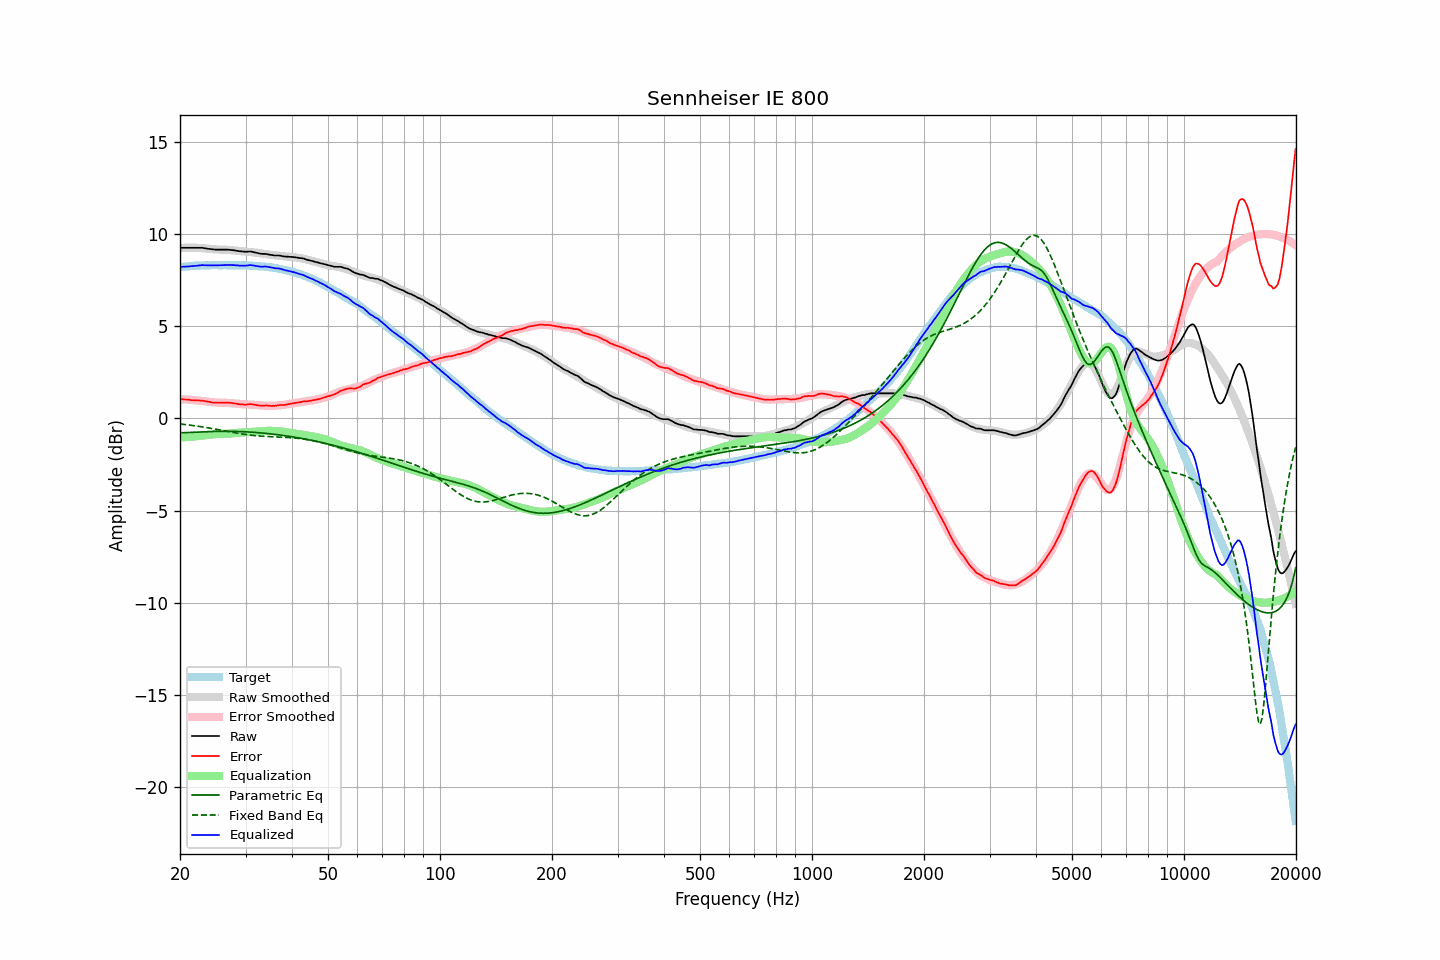 Sennheiser IE 800
15
10
5
0
−5
−10
−15
−20
Amplitude (dBr)
Target
Raw Smoothed
Error Smoothed
Raw
Error
Equalization
Parametric Eq
Fixed Band Eq
Equalized
20 50 100 200 500 1000 2000 5000 10000 20000
Frequency (Hz)